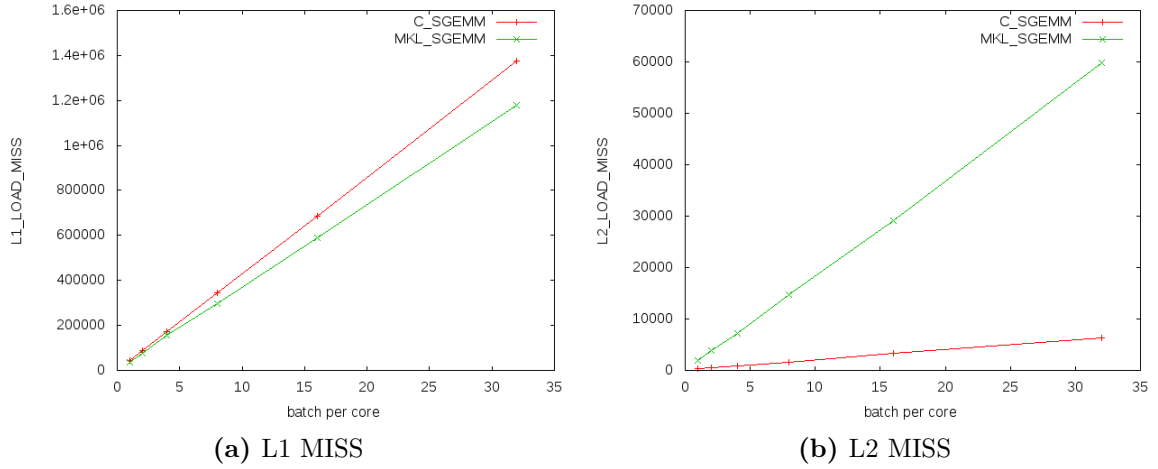 1.6e+06
1.4e+06
1.2e+06
1e+06
800000
600000
400000
200000
0
L1_LOAD_MISS
C_SGEMM
MKL_SGEMM
0 5 10 15 20 25 30 35
batch per core
(a) L1 MISS
70000
60000
50000
40000
30000
20000
10000
0
L2_LOAD_MISS
C_SGEMM
MKL_SGEMM
0 5 10 15 20 25 30 35
batch per core
(b) L2 MISS